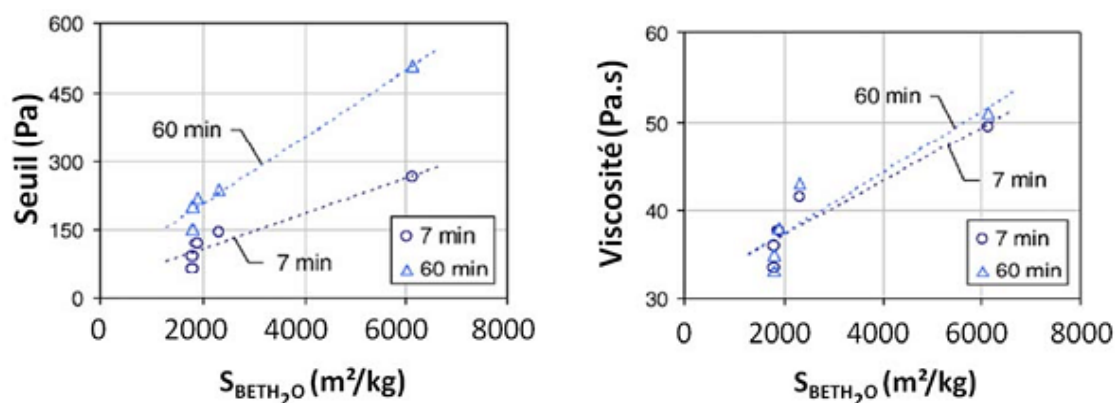 Seuil (Pa)
600
450
300
150
0
60 min
7 min
7 min
60 min
0 2000 4000 6000 8000
S_BETH₂O (m²/kg)
Viscosité (Pa.s)
60
50
40
30
60 min
7 min
7 min
60 min
0 2000 4000 6000 8000
S_BETH₂O (m²/kg)